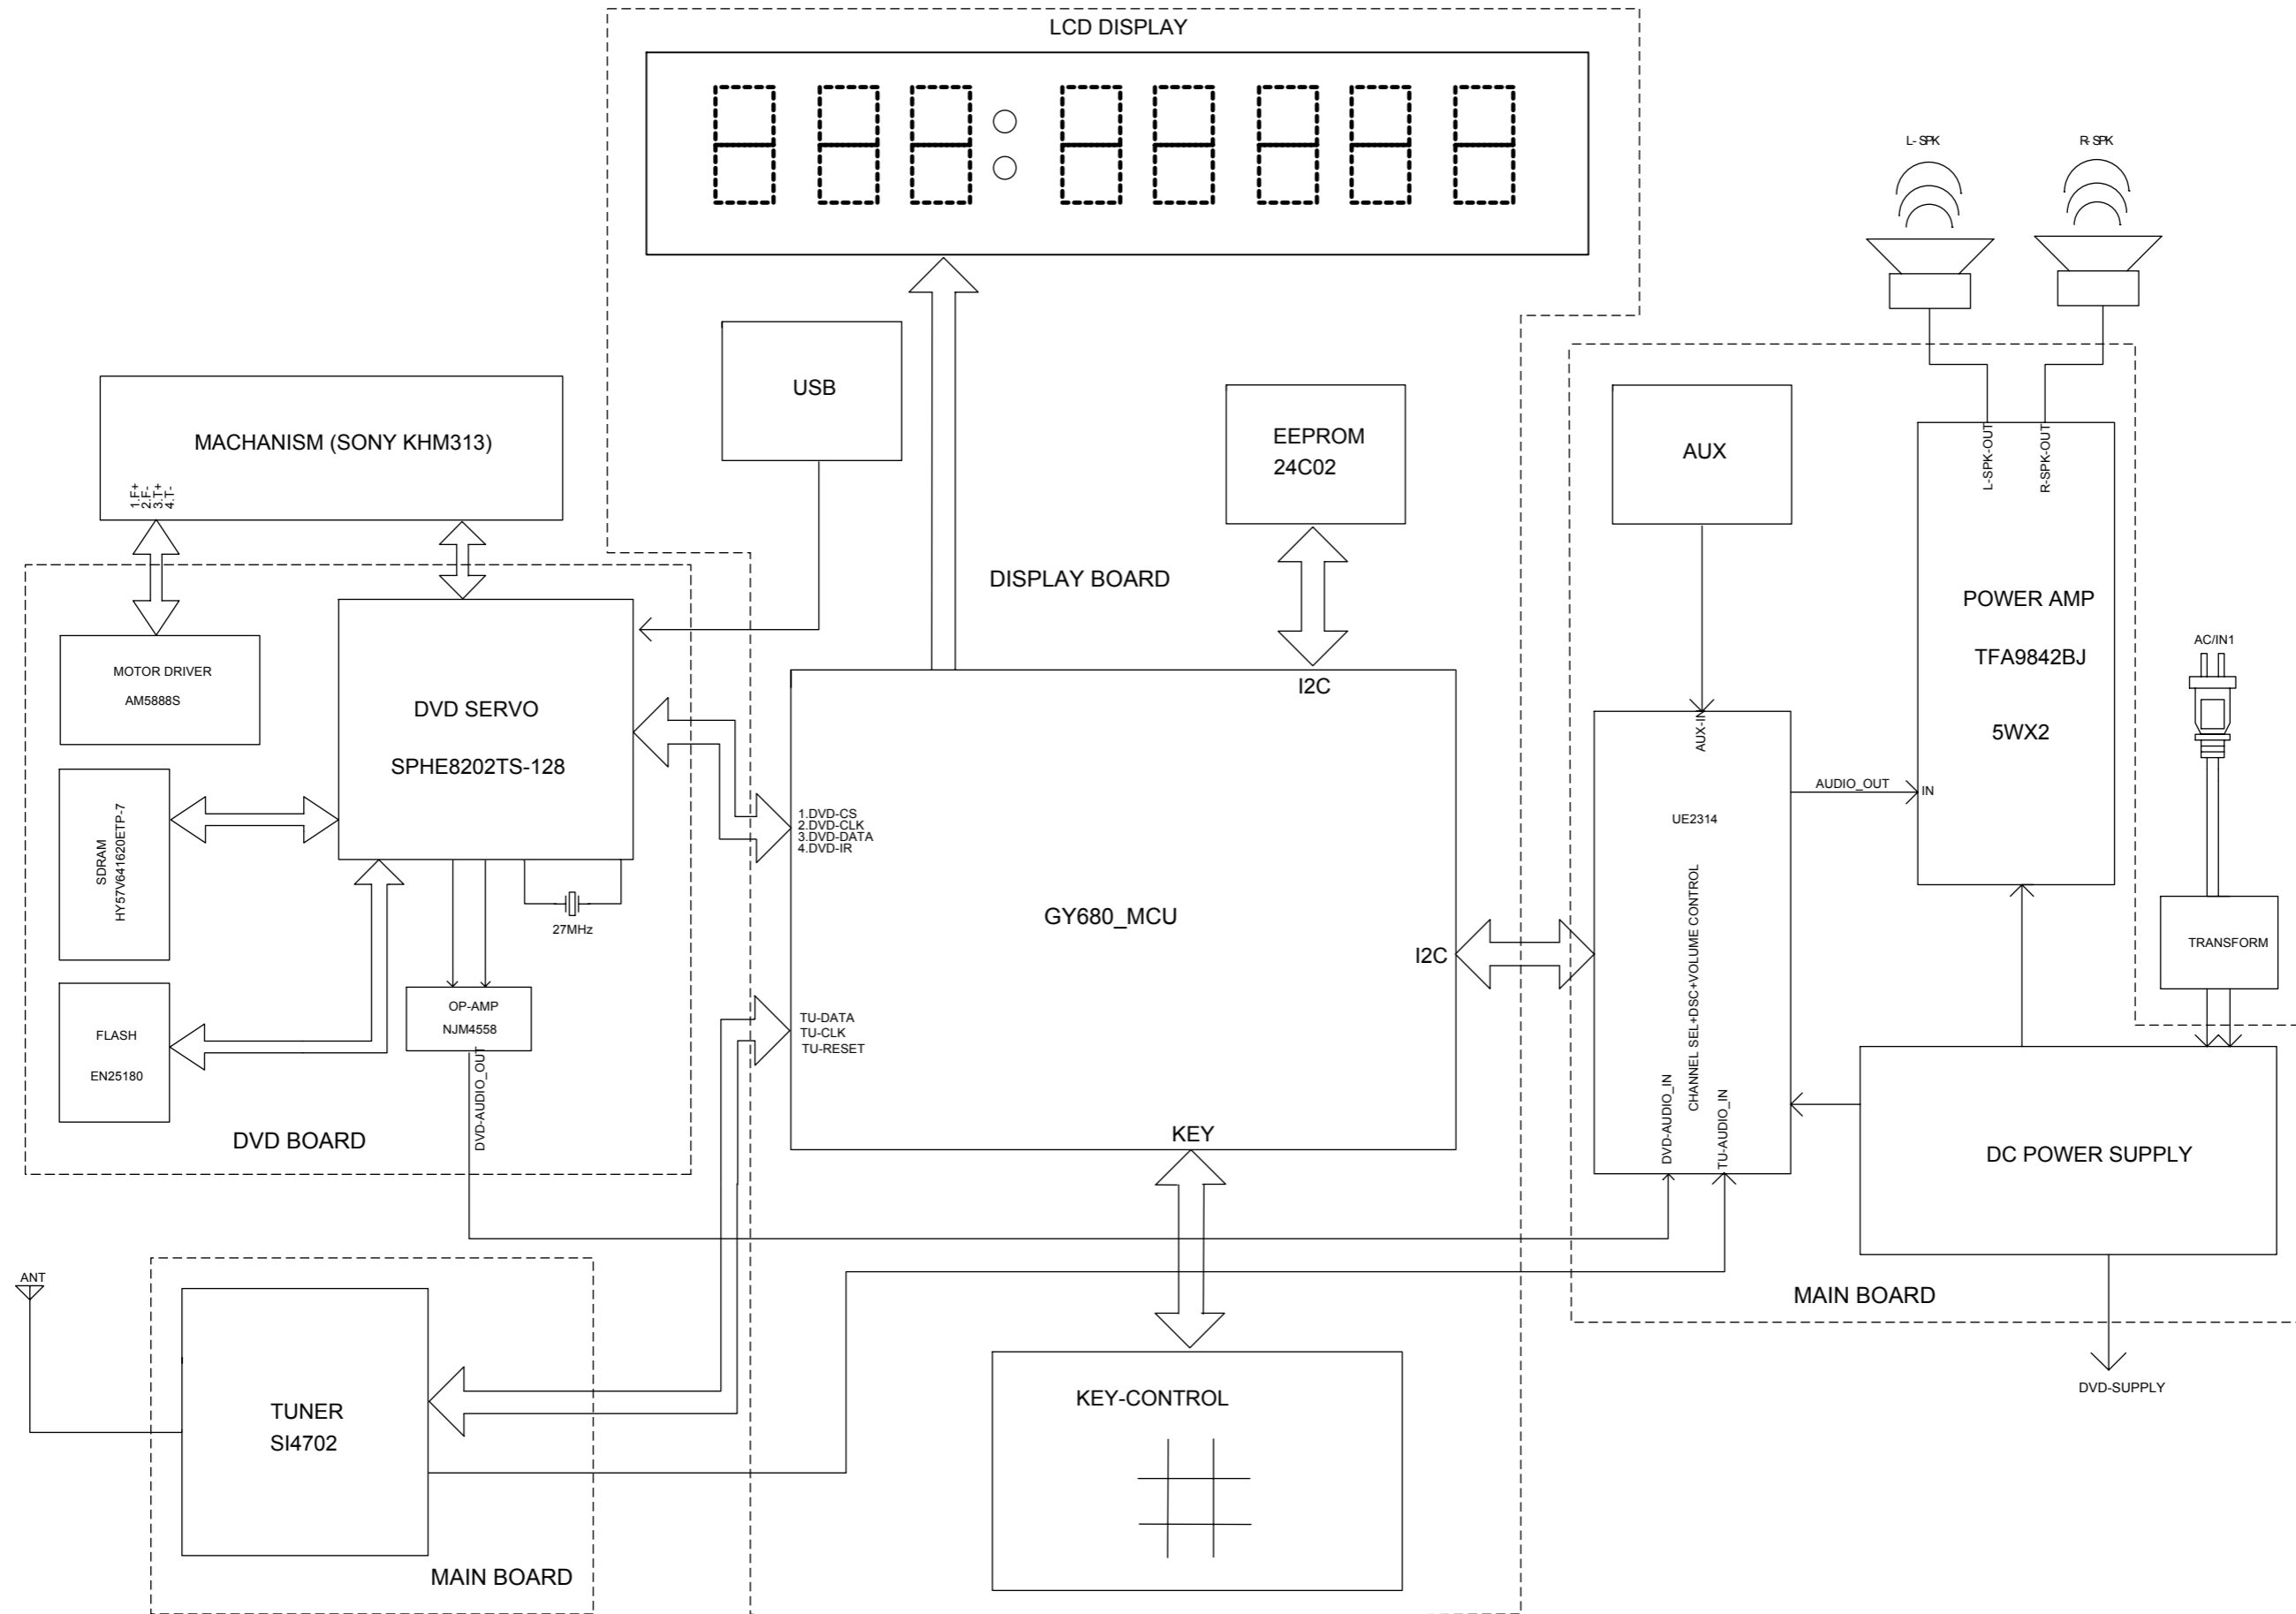 LCD DISPLAY
L-SPK
R-SPK
USB
EEPROM
24C02
AUX
MACHANISM (SONY KHM313)
1.F+
2.F-
3.T+
4.T-
L-SPK-OUT
R-SPK-OUT
DISPLAY BOARD
POWER AMP
TFA9842BJ
5WX2
AC/IN1
MOTOR DRIVER
AM5888S
DVD SERVO
SPHE8202TS-128
I2C
AUX-IN
AUDIO_OUT
IN
UE2314
CHANNEL SEL+DSC+VOLUME CONTROL
SDRAM
HY57V641620ETP-7
1.DVD-CS
2.DVD-CLK
3.DVD-DATA
4.DVD-IR
27MHz
GY680_MCU
I2C
TRANSFORM
OP-AMP
NJM4558
FLASH
EN25180
TU-DATA
TU-CLK
TU-RESET
DVD-AUDIO_OUT
DVD-AUDIO_IN
TU-AUDIO_IN
DVD BOARD
KEY
DC POWER SUPPLY
ANT
MAIN BOARD
DVD-SUPPLY
TUNER
SI4702
KEY-CONTROL
MAIN BOARD